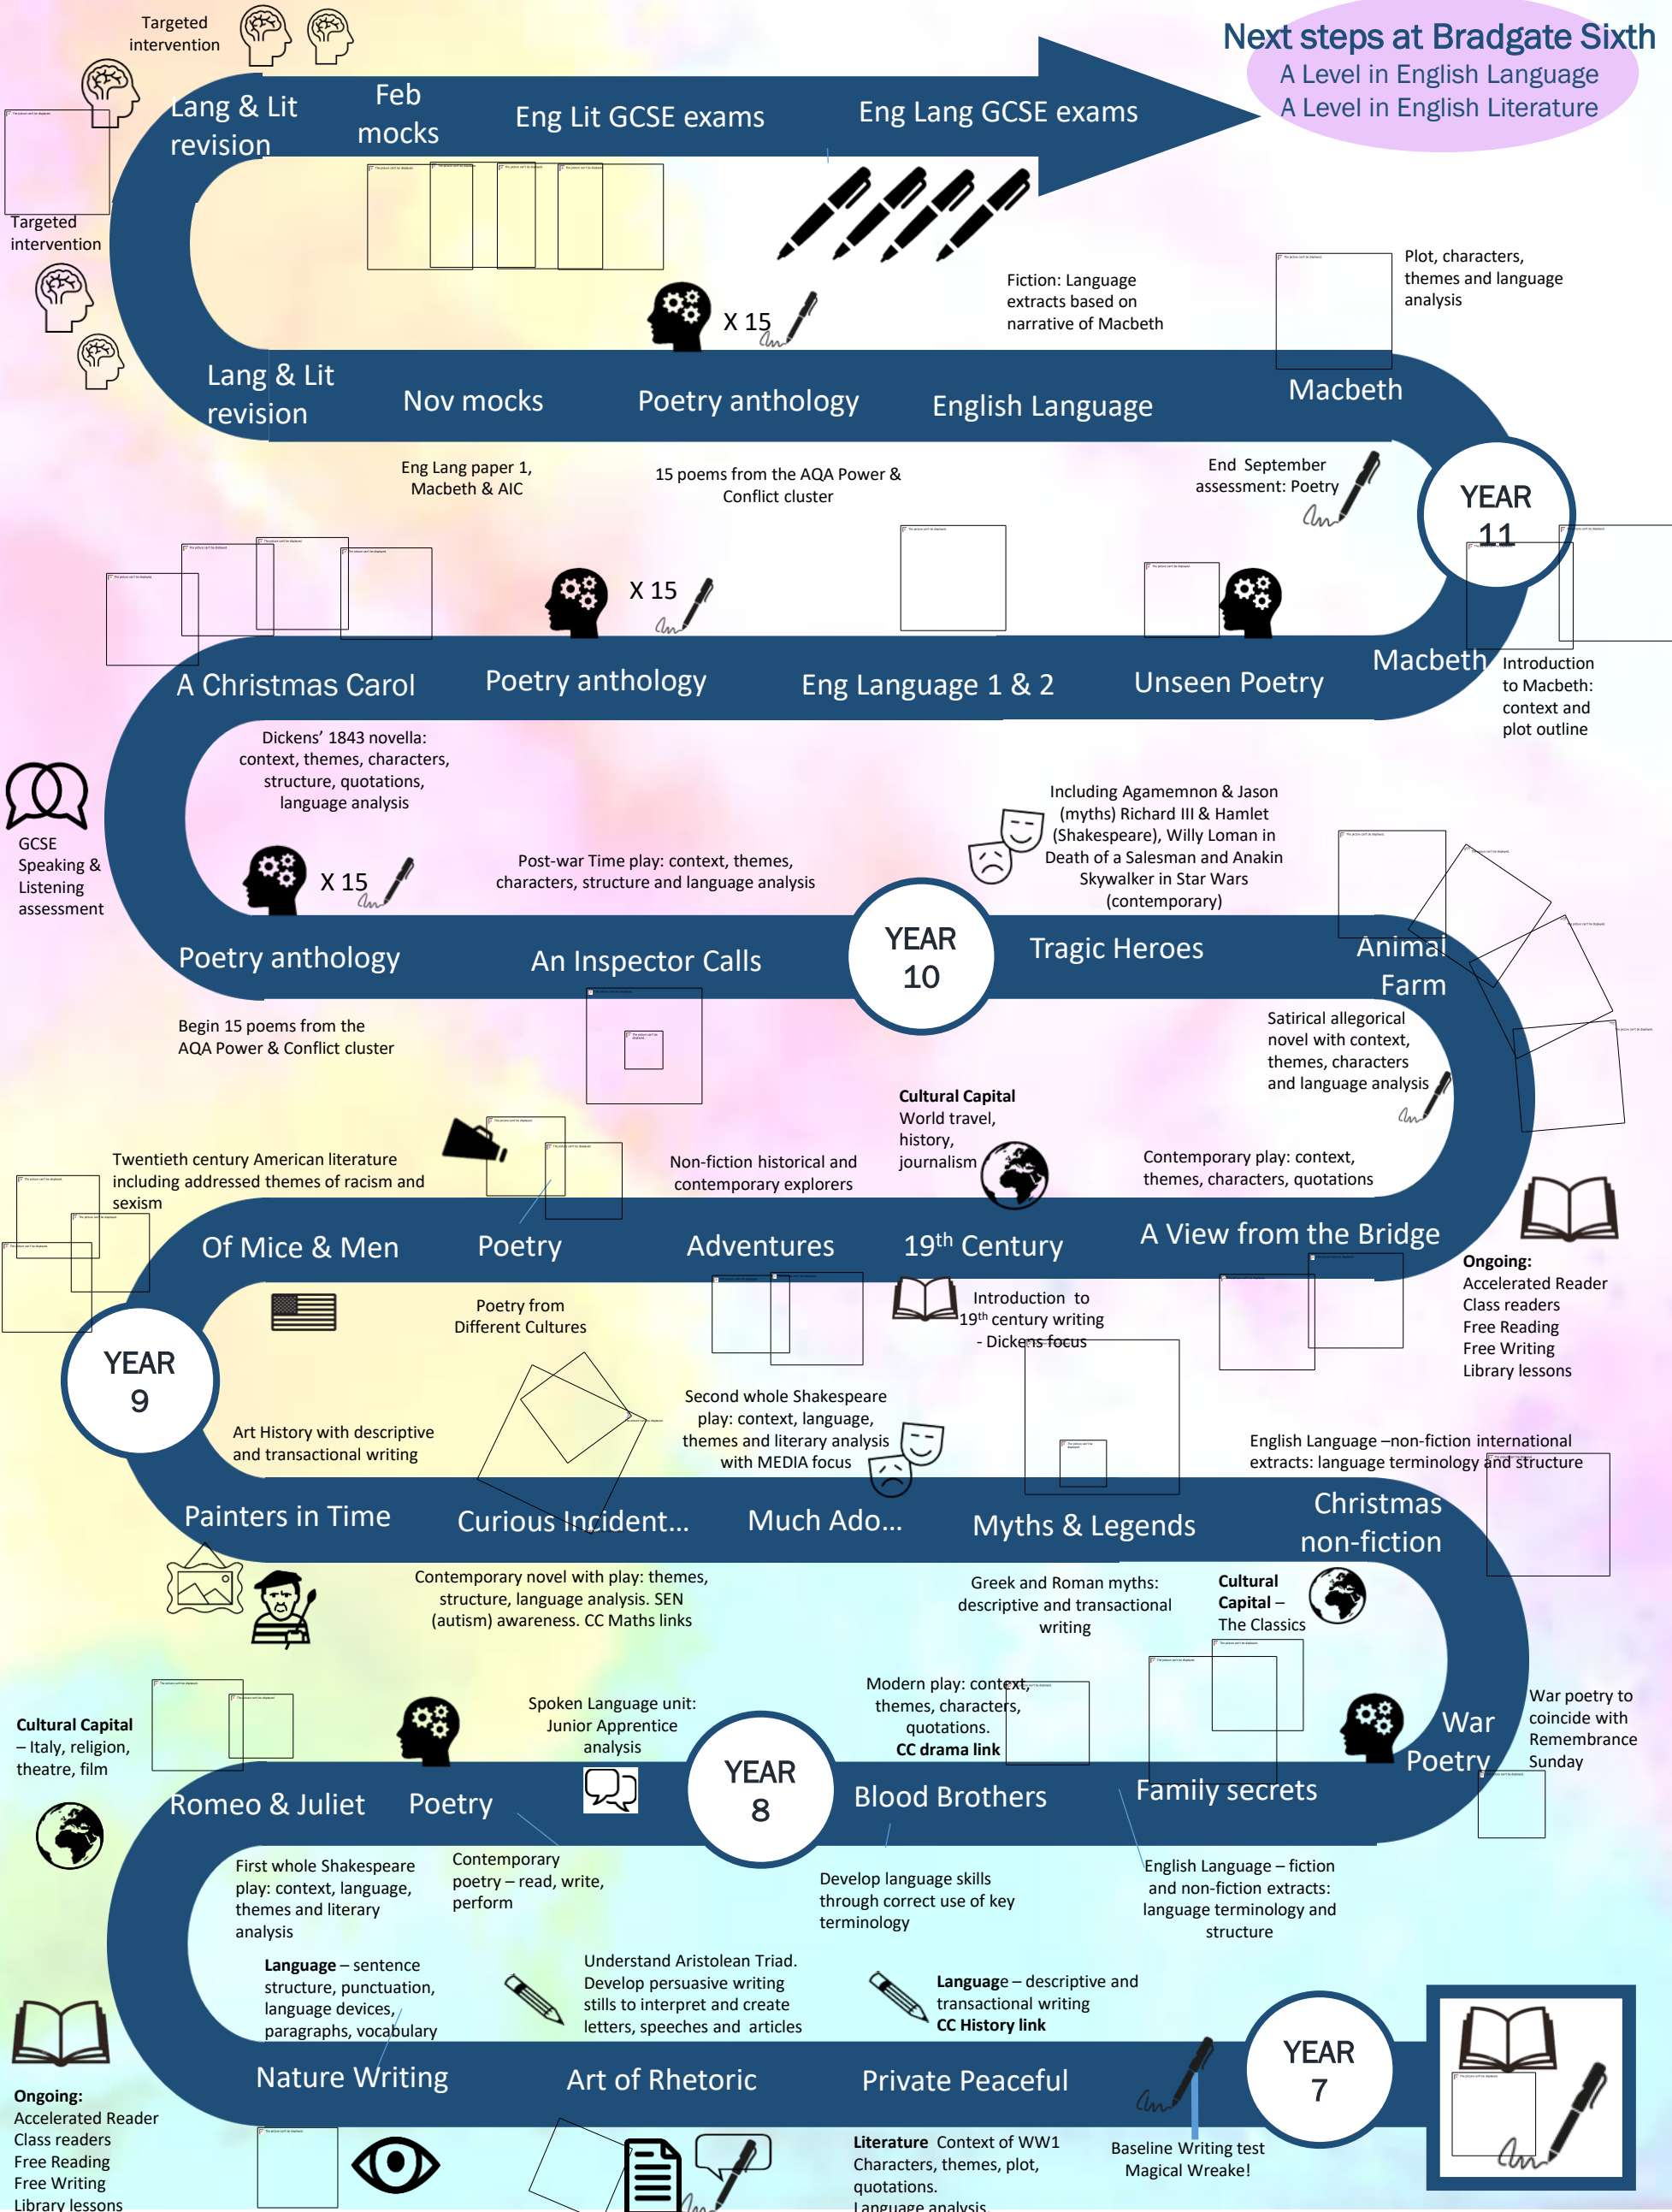 Targeted
intervention
Next steps at Bradgate Sixth
A Level in English Language
A Level in English Literature
Lang & Lit
revision
Feb
mocks
Eng Lit GCSE exams
Eng Lang GCSE exams
Targeted
intervention
X 15
Fiction: Language
extracts based on
narrative of Macbeth
Plot, characters,
themes and language
analysis
Lang & Lit
revision
Nov mocks
Poetry anthology
English Language
Macbeth
Eng Lang paper 1,
Macbeth & AIC
15 poems from the AQA Power &
Conflict cluster
End September
assessment: Poetry
YEAR
11
X 15
A Christmas Carol
Poetry anthology
Eng Language 1 & 2
Unseen Poetry
Macbeth
Introduction
to Macbeth:
context and
plot outline
Dickens’ 1843 novella:
context, themes, characters,
structure, quotations,
language analysis
GCSE
Speaking &
Listening
assessment
X 15
Post-war Time play: context, themes,
characters, structure and language analysis
Including Agamemnon & Jason
(myths) Richard III & Hamlet
(Shakespeare), Willy Loman in
Death of a Salesman and Anakin
Skywalker in Star Wars
(contemporary)
Poetry anthology
An Inspector Calls
YEAR
10
Tragic Heroes
Animal
Farm
Begin 15 poems from the
AQA Power & Conflict cluster
Satirical allegorical
novel with context,
themes, characters
and language analysis
Cultural Capital
World travel,
history,
journalism
Twentieth century American literature
including addressed themes of racism and
sexism
Non-fiction historical and
contemporary explorers
Contemporary play: context,
themes, characters, quotations
Of Mice & Men
Poetry
Adventures
19th Century
A View from the Bridge
Ongoing:
Accelerated Reader
Class readers
Free Reading
Free Writing
Library lessons
Poetry from
Different Cultures
Introduction to
19th century writing
- Dickens focus
YEAR
9
Art History with descriptive
and transactional writing
Second whole Shakespeare
play: context, language,
themes and literary analysis
with MEDIA focus
English Language –non-fiction international
extracts: language terminology and structure
Painters in Time
Curious Incident…
Much Ado…
Myths & Legends
Christmas
non-fiction
Contemporary novel with play: themes,
structure, language analysis. SEN
(autism) awareness. CC Maths links
Greek and Roman myths:
descriptive and transactional
writing
Cultural
Capital –
The Classics
Cultural Capital
– Italy, religion,
theatre, film
Spoken Language unit:
Junior Apprentice
analysis
Modern play: context,
themes, characters,
quotations.
CC drama link
War
Poetry
War poetry to
coincide with
Remembrance
Sunday
Romeo & Juliet
Poetry
YEAR
8
Blood Brothers
Family secrets
First whole Shakespeare
play: context, language,
themes and literary
analysis
Contemporary
poetry – read, write,
perform
Develop language skills
through correct use of key
terminology
English Language – fiction
and non-fiction extracts:
language terminology and
structure
Language – sentence
structure, punctuation,
language devices,
paragraphs, vocabulary
Understand Aristolean Triad.
Develop persuasive writing
stills to interpret and create
letters, speeches and articles
Language – descriptive and
transactional writing
CC History link
Nature Writing
Art of Rhetoric
Private Peaceful
YEAR
7
Ongoing:
Accelerated Reader
Class readers
Free Reading
Free Writing
Library lessons
Literature Context of WW1
Characters, themes, plot,
quotations.
Language analysis.
Baseline Writing test
Magical Wreake!